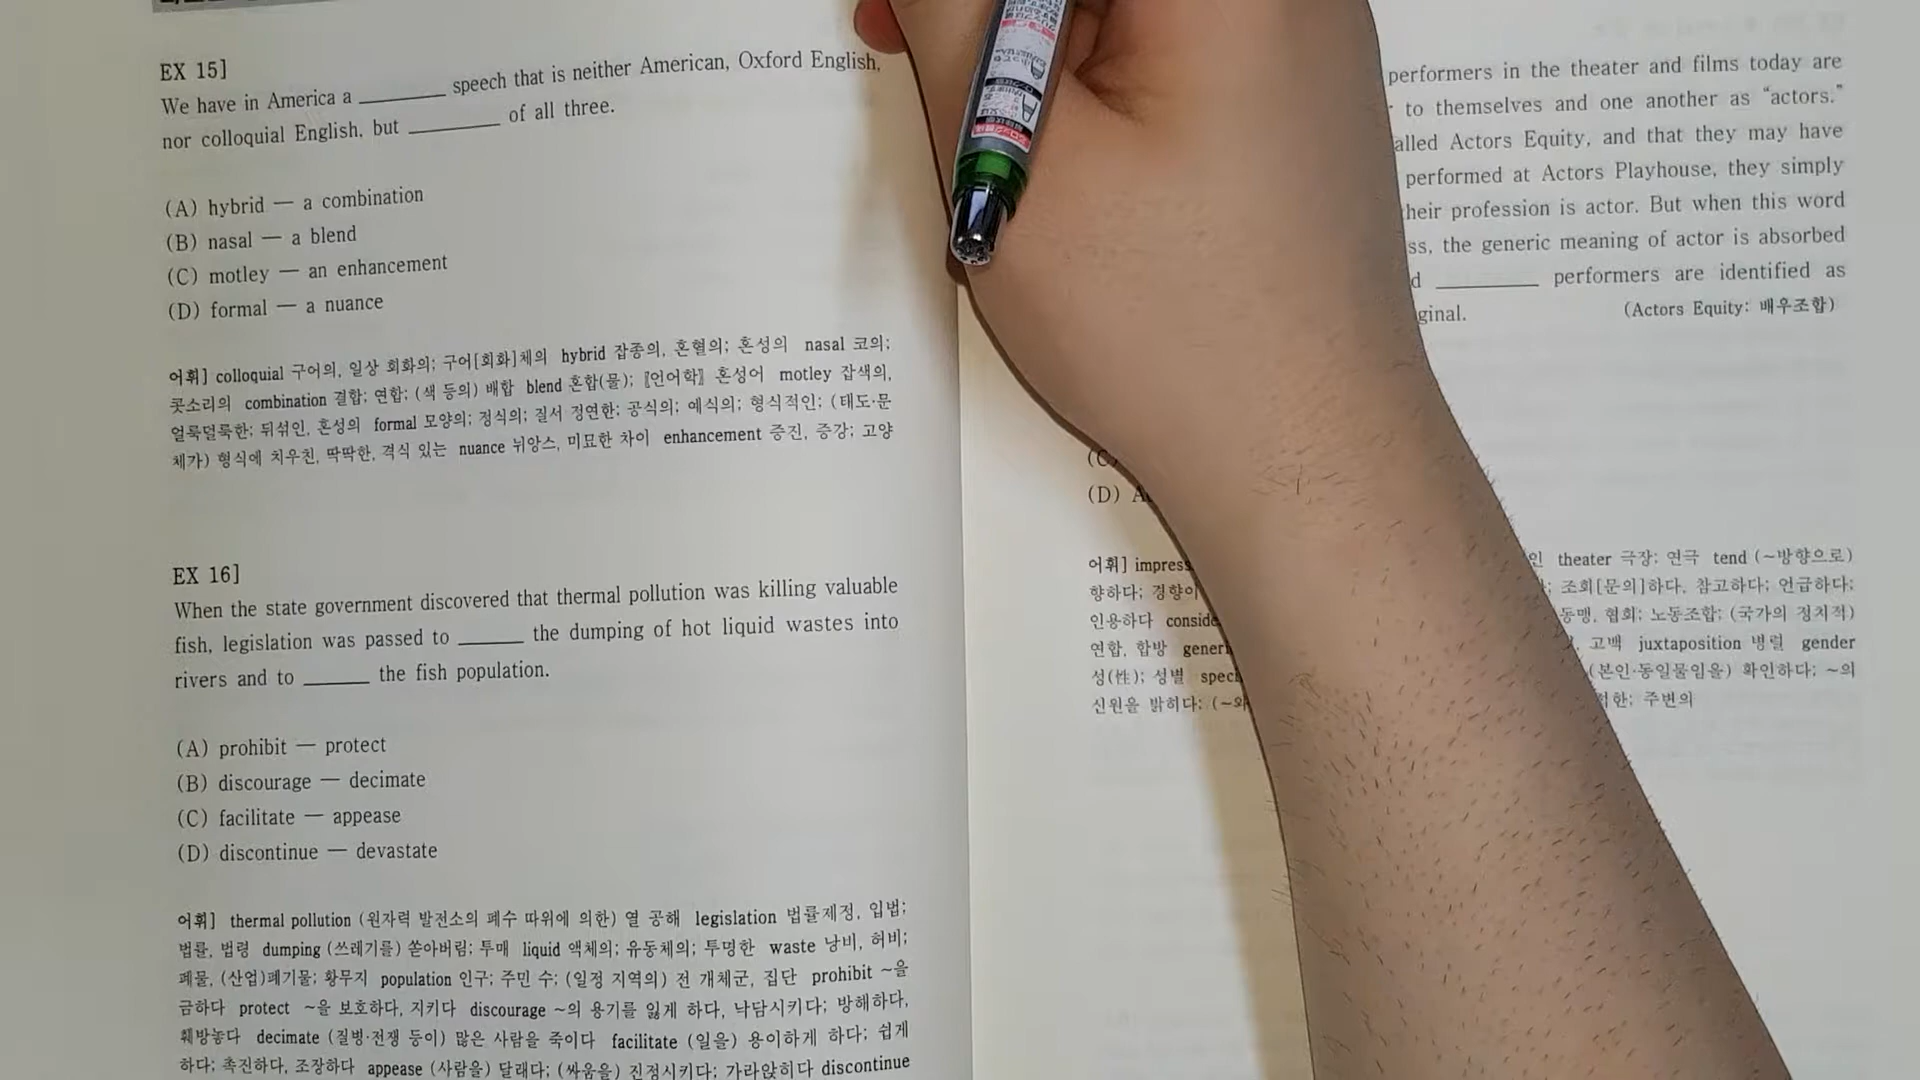 EX 15]
We have in America a ________ speech that is neither American, Oxford English,
nor colloquial English, but ________ of all three.
(A) hybrid — a combination
(B) nasal — a blend
(C) motley — an enhancement
(D) formal — a nuance
어휘] colloquial 구어의, 일상 회화의; 구어[회화]체의 hybrid 잡종의, 혼혈의; 혼성의 nasal 코의;
콧소리의 combination 결합; 연합; (색 등의) 배합 blend 혼합(물); 〖언어학〗 혼성어 motley 잡색의,
얼룩덜룩한; 뒤섞인, 혼성의 formal 모양의; 정식의; 질서 정연한; 공식의; 예식의; 형식적인; (태도·문
체가) 형식에 치우친, 딱딱한, 격식 있는 nuance 뉘앙스, 미묘한 차이 enhancement 증진, 증강; 고양
EX 16]
When the state government discovered that thermal pollution was killing valuable
fish, legislation was passed to ______ the dumping of hot liquid wastes into
rivers and to ______ the fish population.
(A) prohibit — protect
(B) discourage — decimate
(C) facilitate — appease
(D) discontinue — devastate
어휘] thermal pollution (원자력 발전소의 폐수 따위에 의한) 열 공해 legislation 법률제정, 입법;
법률, 법령 dumping (쓰레기를) 쏟아버림; 투매 liquid 액체의; 유동체의; 투명한 waste 낭비, 허비;
폐물, (산업)폐기물; 황무지 population 인구; 주민 수; (일정 지역의) 전 개체군, 집단 prohibit ~을
금하다 protect ~을 보호하다, 지키다 discourage ~의 용기를 잃게 하다, 낙담시키다; 방해하다,
훼방놓다 decimate (질병·전쟁 등이) 많은 사람을 죽이다 facilitate (일을) 용이하게 하다; 쉽게
하다; 촉진하다, 조장하다 appease (사람을) 달래다; (싸움을) 진정시키다; 가라앉히다 discontinue
performers in the theater and films today are
to themselves and one another as “actors.”
Actors Equity, and that they may have
performed at Actors Playhouse, they simply
profession is actor. But when this word
the generic meaning of actor is absorbed
________ performers are identified as
(Actors Equity: 배우조합)
(C)
(D)
어휘] theater 극장; 연극 tend (~방향으로)
향하다; 조회[문의]하다, 참고하다; 언급하다;
인용하다 동맹, 협회; 노동조합; (국가의 정치적)
연합, 합방 고백 juxtaposition 병렬 gender
성(性); 성별 (본인·동일물임을) 확인하다; ~의
신원을 밝히다; 주변의